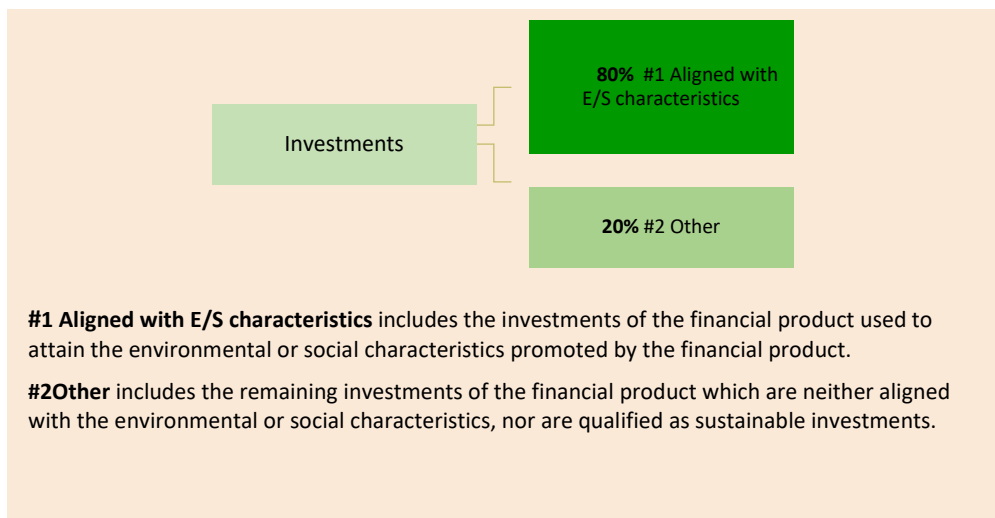 80% #1 Aligned with
E/S characteristics
Investments
20% #2 Other
#1 Aligned with E/S characteristics includes the investments of the financial product used to
attain the environmental or social characteristics promoted by the financial product.
#2Other includes the remaining investments of the financial product which are neither aligned
with the environmental or social characteristics, nor are qualified as sustainable investments.